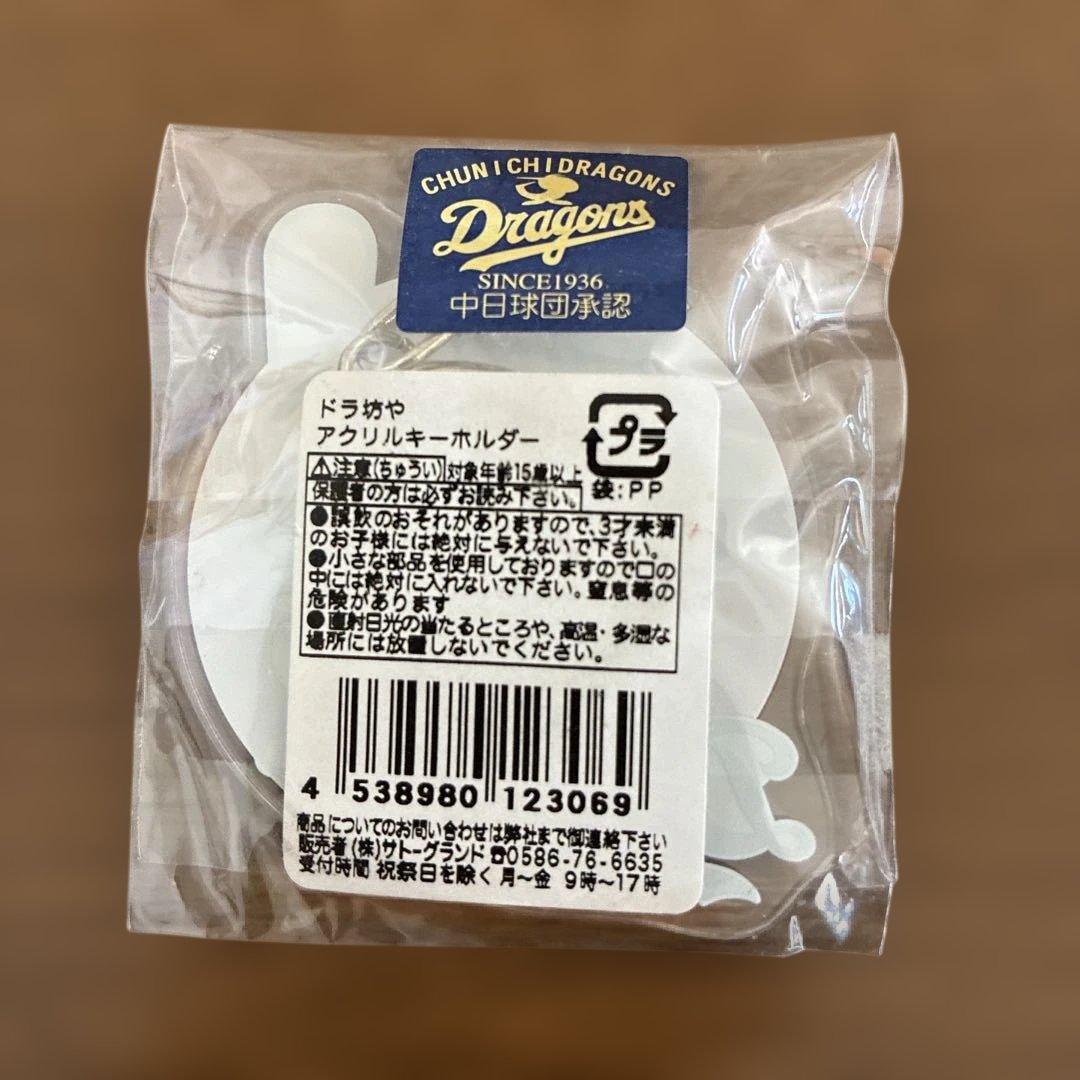 CHUNICHIDRAGONS
Dragons
SINCE1936
中日球団承認
ドラ坊や
アクリルキーホルダー
プラ
袋:PP
⚠注意(ちゅうい) 対象年齢15歳以上
保護者の方は必ずお読み下さい。
●誤飲のおそれがありますので、3才未満
のお子様には絶対に与えないで下さい。
●小さな部品を使用しておりますので口の
中には絶対に入れないで下さい。窒息等の
危険があります
●直射日光の当たるところや、高温・多湿な
場所には放置しないでください。
4 538980 123069
商品についてのお問い合わせは弊社まで御連絡下さい
販売者(株)サトーグランド ☎0586-76-6635
受付時間 祝祭日を除く 月~金 9時~17時